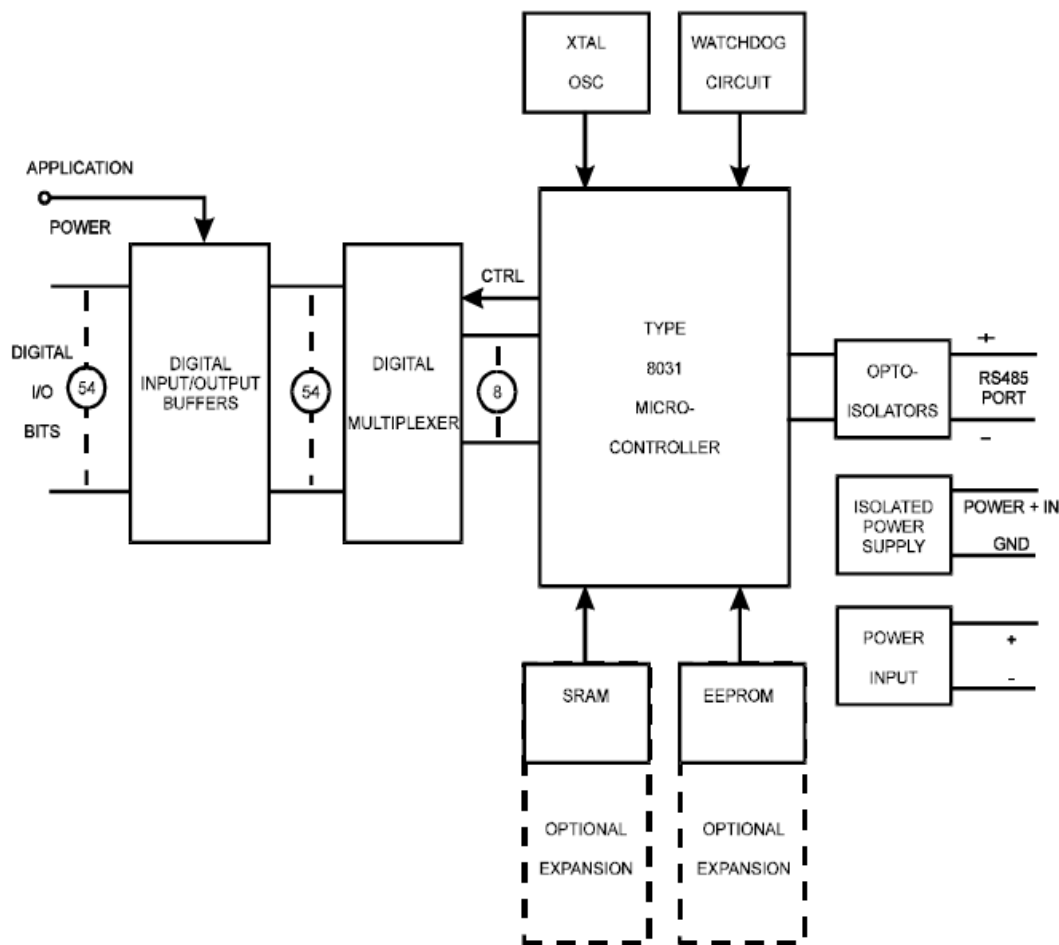 XTAL
OSC
WATCHDOG
CIRCUIT
APPLICATION
POWER
CTRL
DIGITAL
I/O
BITS
54
DIGITAL
INPUT/OUTPUT
BUFFERS
54
DIGITAL
MULTIPLEXER
8
TYPE
8031
MICRO-
CONTROLLER
OPTO-
ISOLATORS
+
RS485
PORT
–
ISOLATED
POWER
SUPPLY
POWER + IN
GND
POWER
INPUT
+
-
SRAM
OPTIONAL
EXPANSION
EEPROM
OPTIONAL
EXPANSION